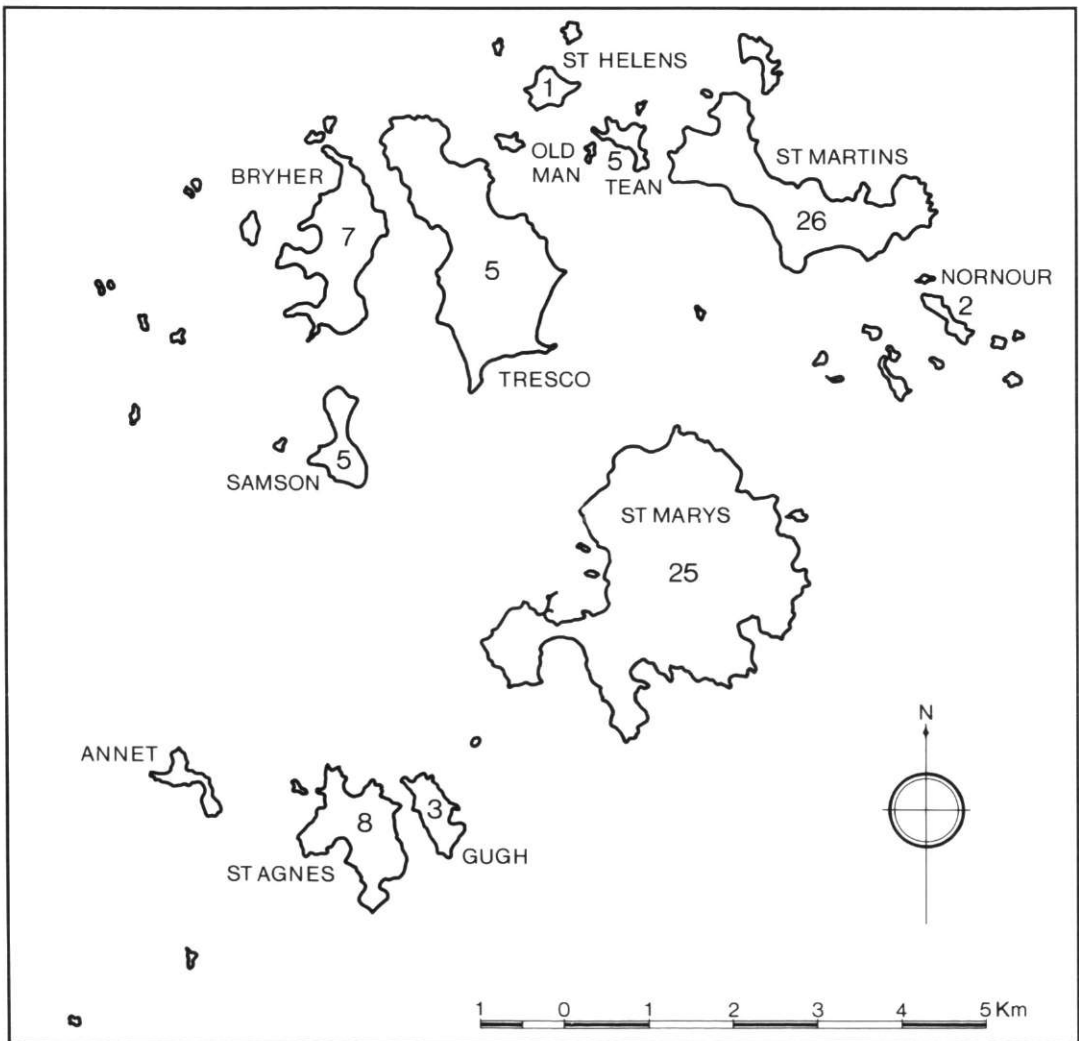 ST HELENS
1
OLD
MAN
5
TEAN
ST MARTINS
26
BRYHER
7
5
TRESCO
NORNOUR
2
SAMSON
5
ST MARYS
25
ANNET
ST AGNES
8
3
GUGH
N
1 0 1 2 3 4 5 Km